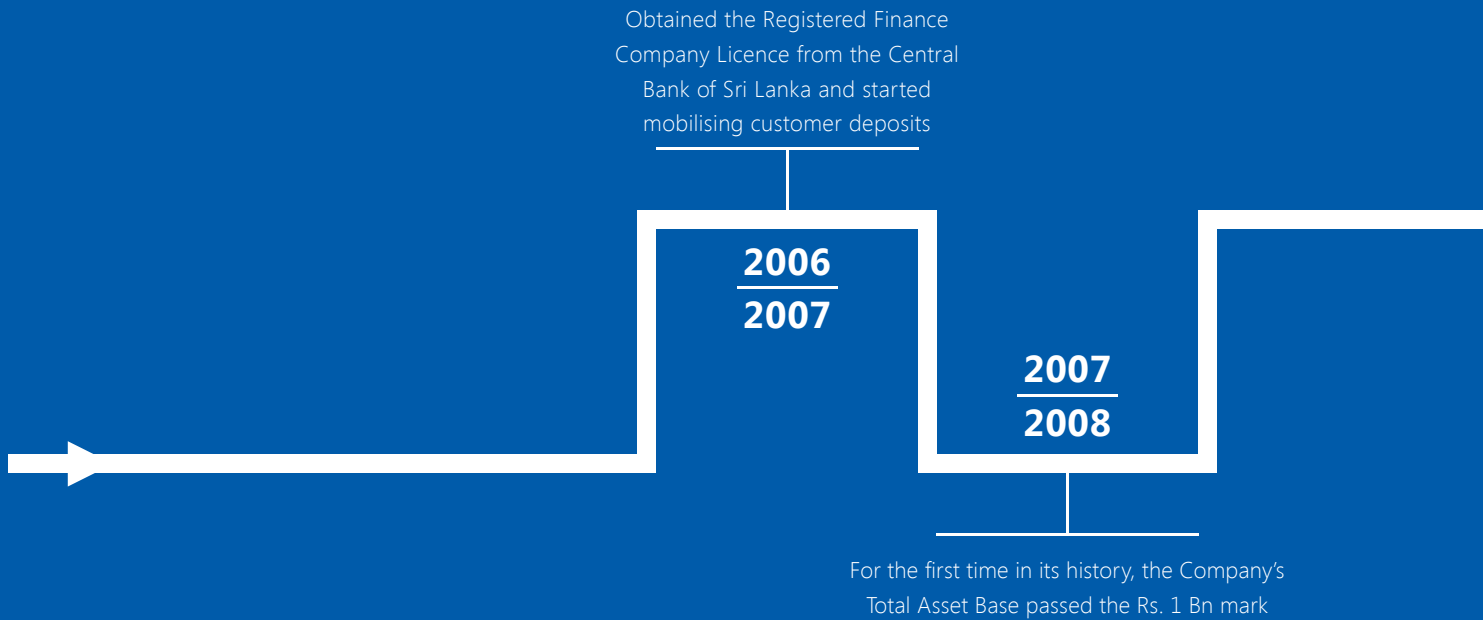 Obtained the Registered Finance
Company Licence from the Central
Bank of Sri Lanka and started
mobilising customer deposits
2006
2007
2007
2008
For the first time in its history, the Company’s
Total Asset Base passed the Rs. 1 Bn mark